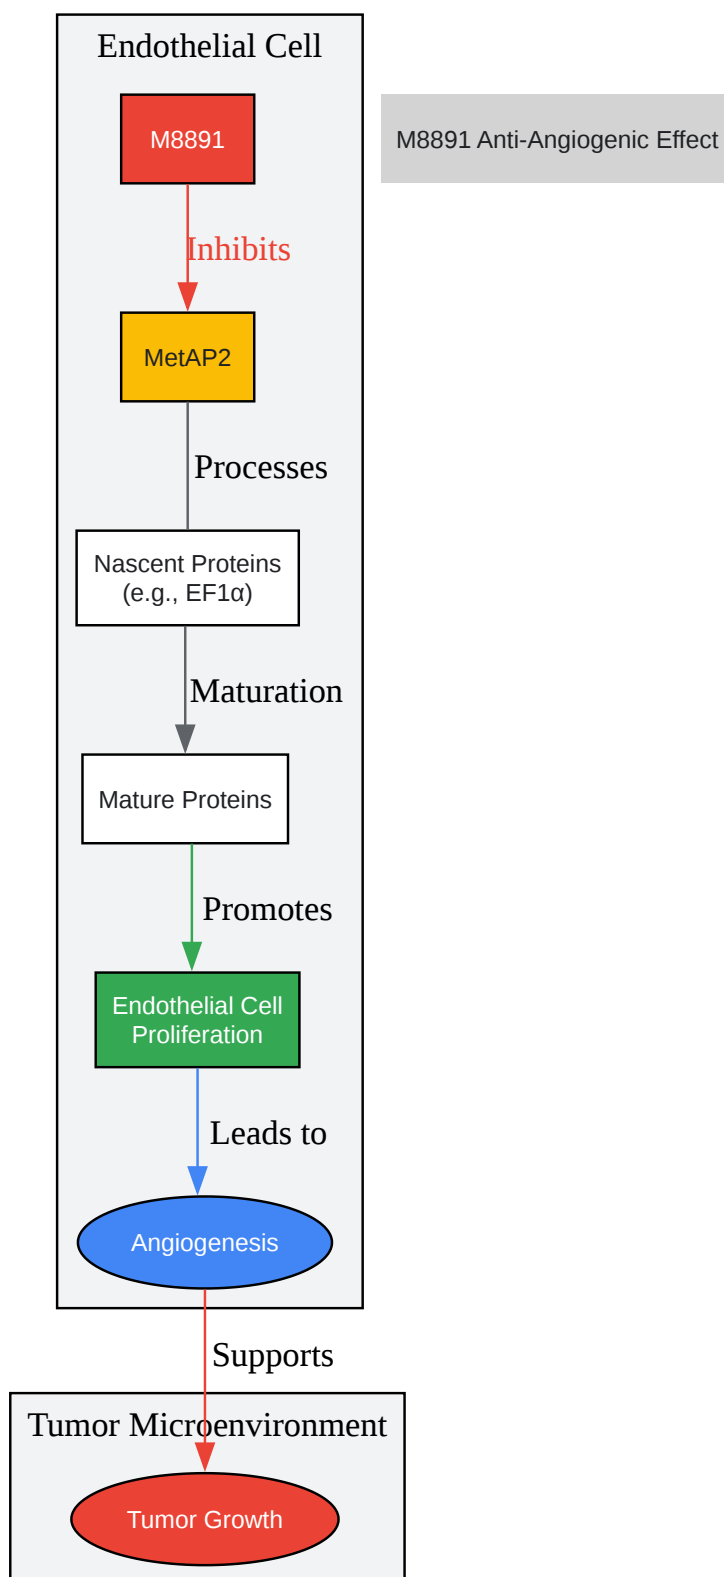 Endothelial Cell
M8891
M8891 Anti-Angiogenic Effect
Inhibits
MetAP2
Processes
Nascent Proteins
(e.g., EF1α)
Maturation
Mature Proteins
Promotes
Endothelial Cell
Proliferation
Leads to
Angiogenesis
Supports
Tumor Microenvironment
Tumor Growth